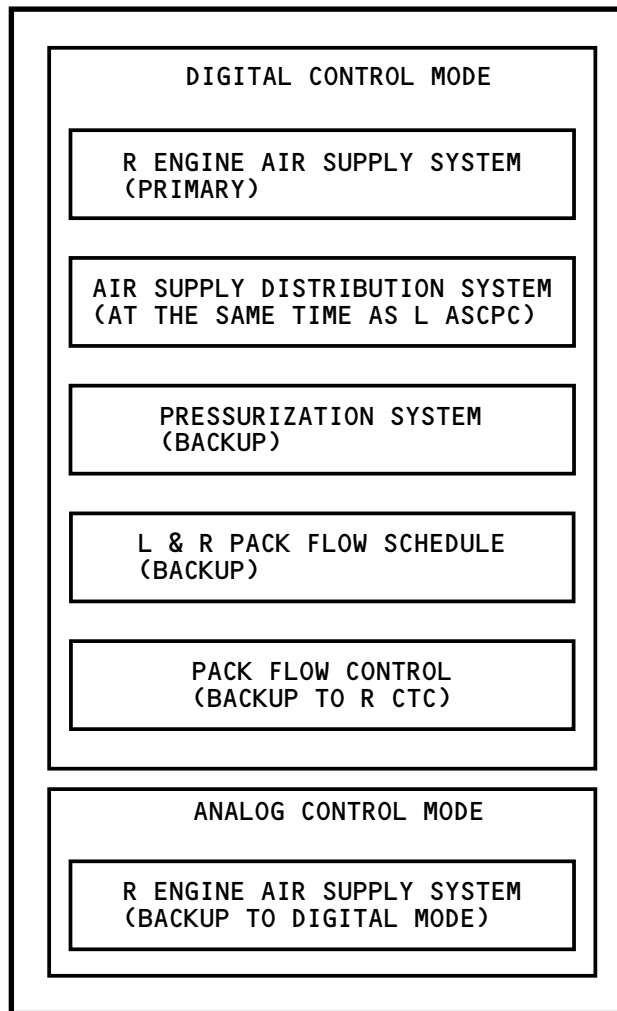 DIGITAL CONTROL MODE
R ENGINE AIR SUPPLY SYSTEM
(PRIMARY)
AIR SUPPLY DISTRIBUTION SYSTEM
(AT THE SAME TIME AS L ASCPC)
PRESSURIZATION SYSTEM
(BACKUP)
L & R PACK FLOW SCHEDULE
(BACKUP)
PACK FLOW CONTROL
(BACKUP TO R CTC)
ANALOG CONTROL MODE
R ENGINE AIR SUPPLY SYSTEM
(BACKUP TO DIGITAL MODE)